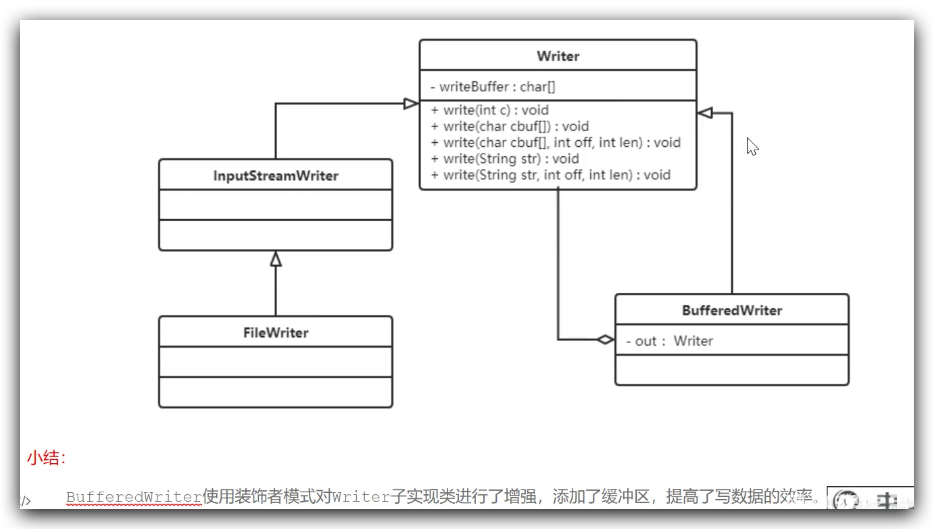 Writer
- writeBuffer : char[]
+ write(int c) : void
+ write(char cbuf[]) : void
+ write(char cbuf[], int off, int len) : void
+ write(String str) : void
+ write(String str, int off, int len) : void
InputStreamWriter
FileWriter
BufferedWriter
- out : Writer
小结：
/> BufferedWriter使用装饰者模式对Writer子实现类进行了增强，添加了缓冲区，提高了写数据的效率。